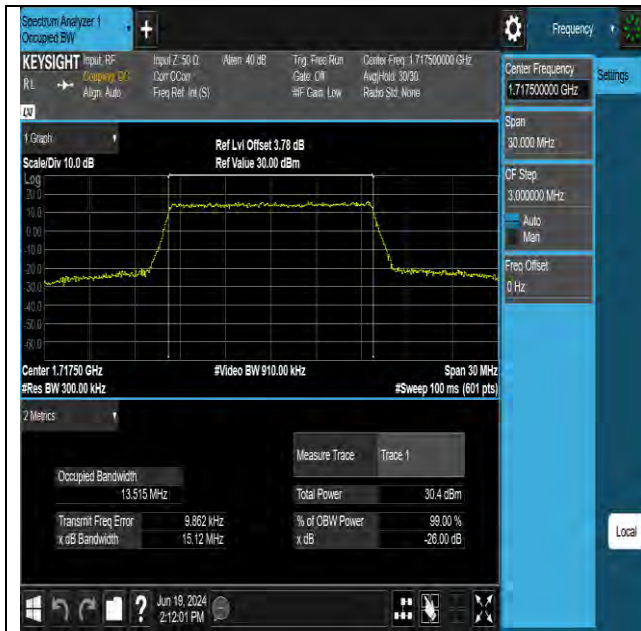 Spectrum Analyzer 1
Occupied BW
Frequency
KEYSIGHT
Input: RF
Coupling: DC
Align: Auto
Input Z: 50 Ω
Corr CCorr
Freq Ref: Int (S)
Atten: 40 dB
Trig: Free Run
Gate: Off
#IF Gain: Low
Center Freq: 1.717500000 GHz
Avg|Hold: 30/30
Radio Std: None
RL
LXI
Center Frequency
1.717500000 GHz
Settings
Span
30.000 MHz
CF Step
3.000000 MHz
Auto
Man
Freq Offset
0 Hz
1 Graph
Scale/Div 10.0 dB
Ref Lvl Offset 3.78 dB
Ref Value 30.00 dBm
Log
20.0
10.0
0.00
-10.0
-20.0
-30.0
-40.0
-50.0
-60.0
Center 1.71750 GHz
#Video BW 910.00 kHz
Span 30 MHz
#Res BW 300.00 kHz
#Sweep 100 ms (601 pts)
2 Metrics
Measure Trace
Trace 1
Occupied Bandwidth
13.515 MHz
Total Power
30.4 dBm
Transmit Freq Error
9.862 kHz
% of OBW Power
99.00 %
x dB Bandwidth
15.12 MHz
x dB
-26.00 dB
Local
Jun 19, 2024
2:12:01 PM